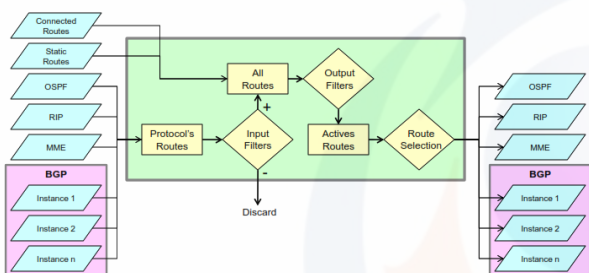 Connected
Routes
Static
Routes
OSPF
RIP
MME
BGP
Instance 1
Instance 2
Instance n
All
Routes
Output
Filters
Protocol's
Routes
Input
Filters
+
-
Discard
Actives
Routes
Route
Selection
OSPF
RIP
MME
BGP
Instance 1
Instance 2
Instance n